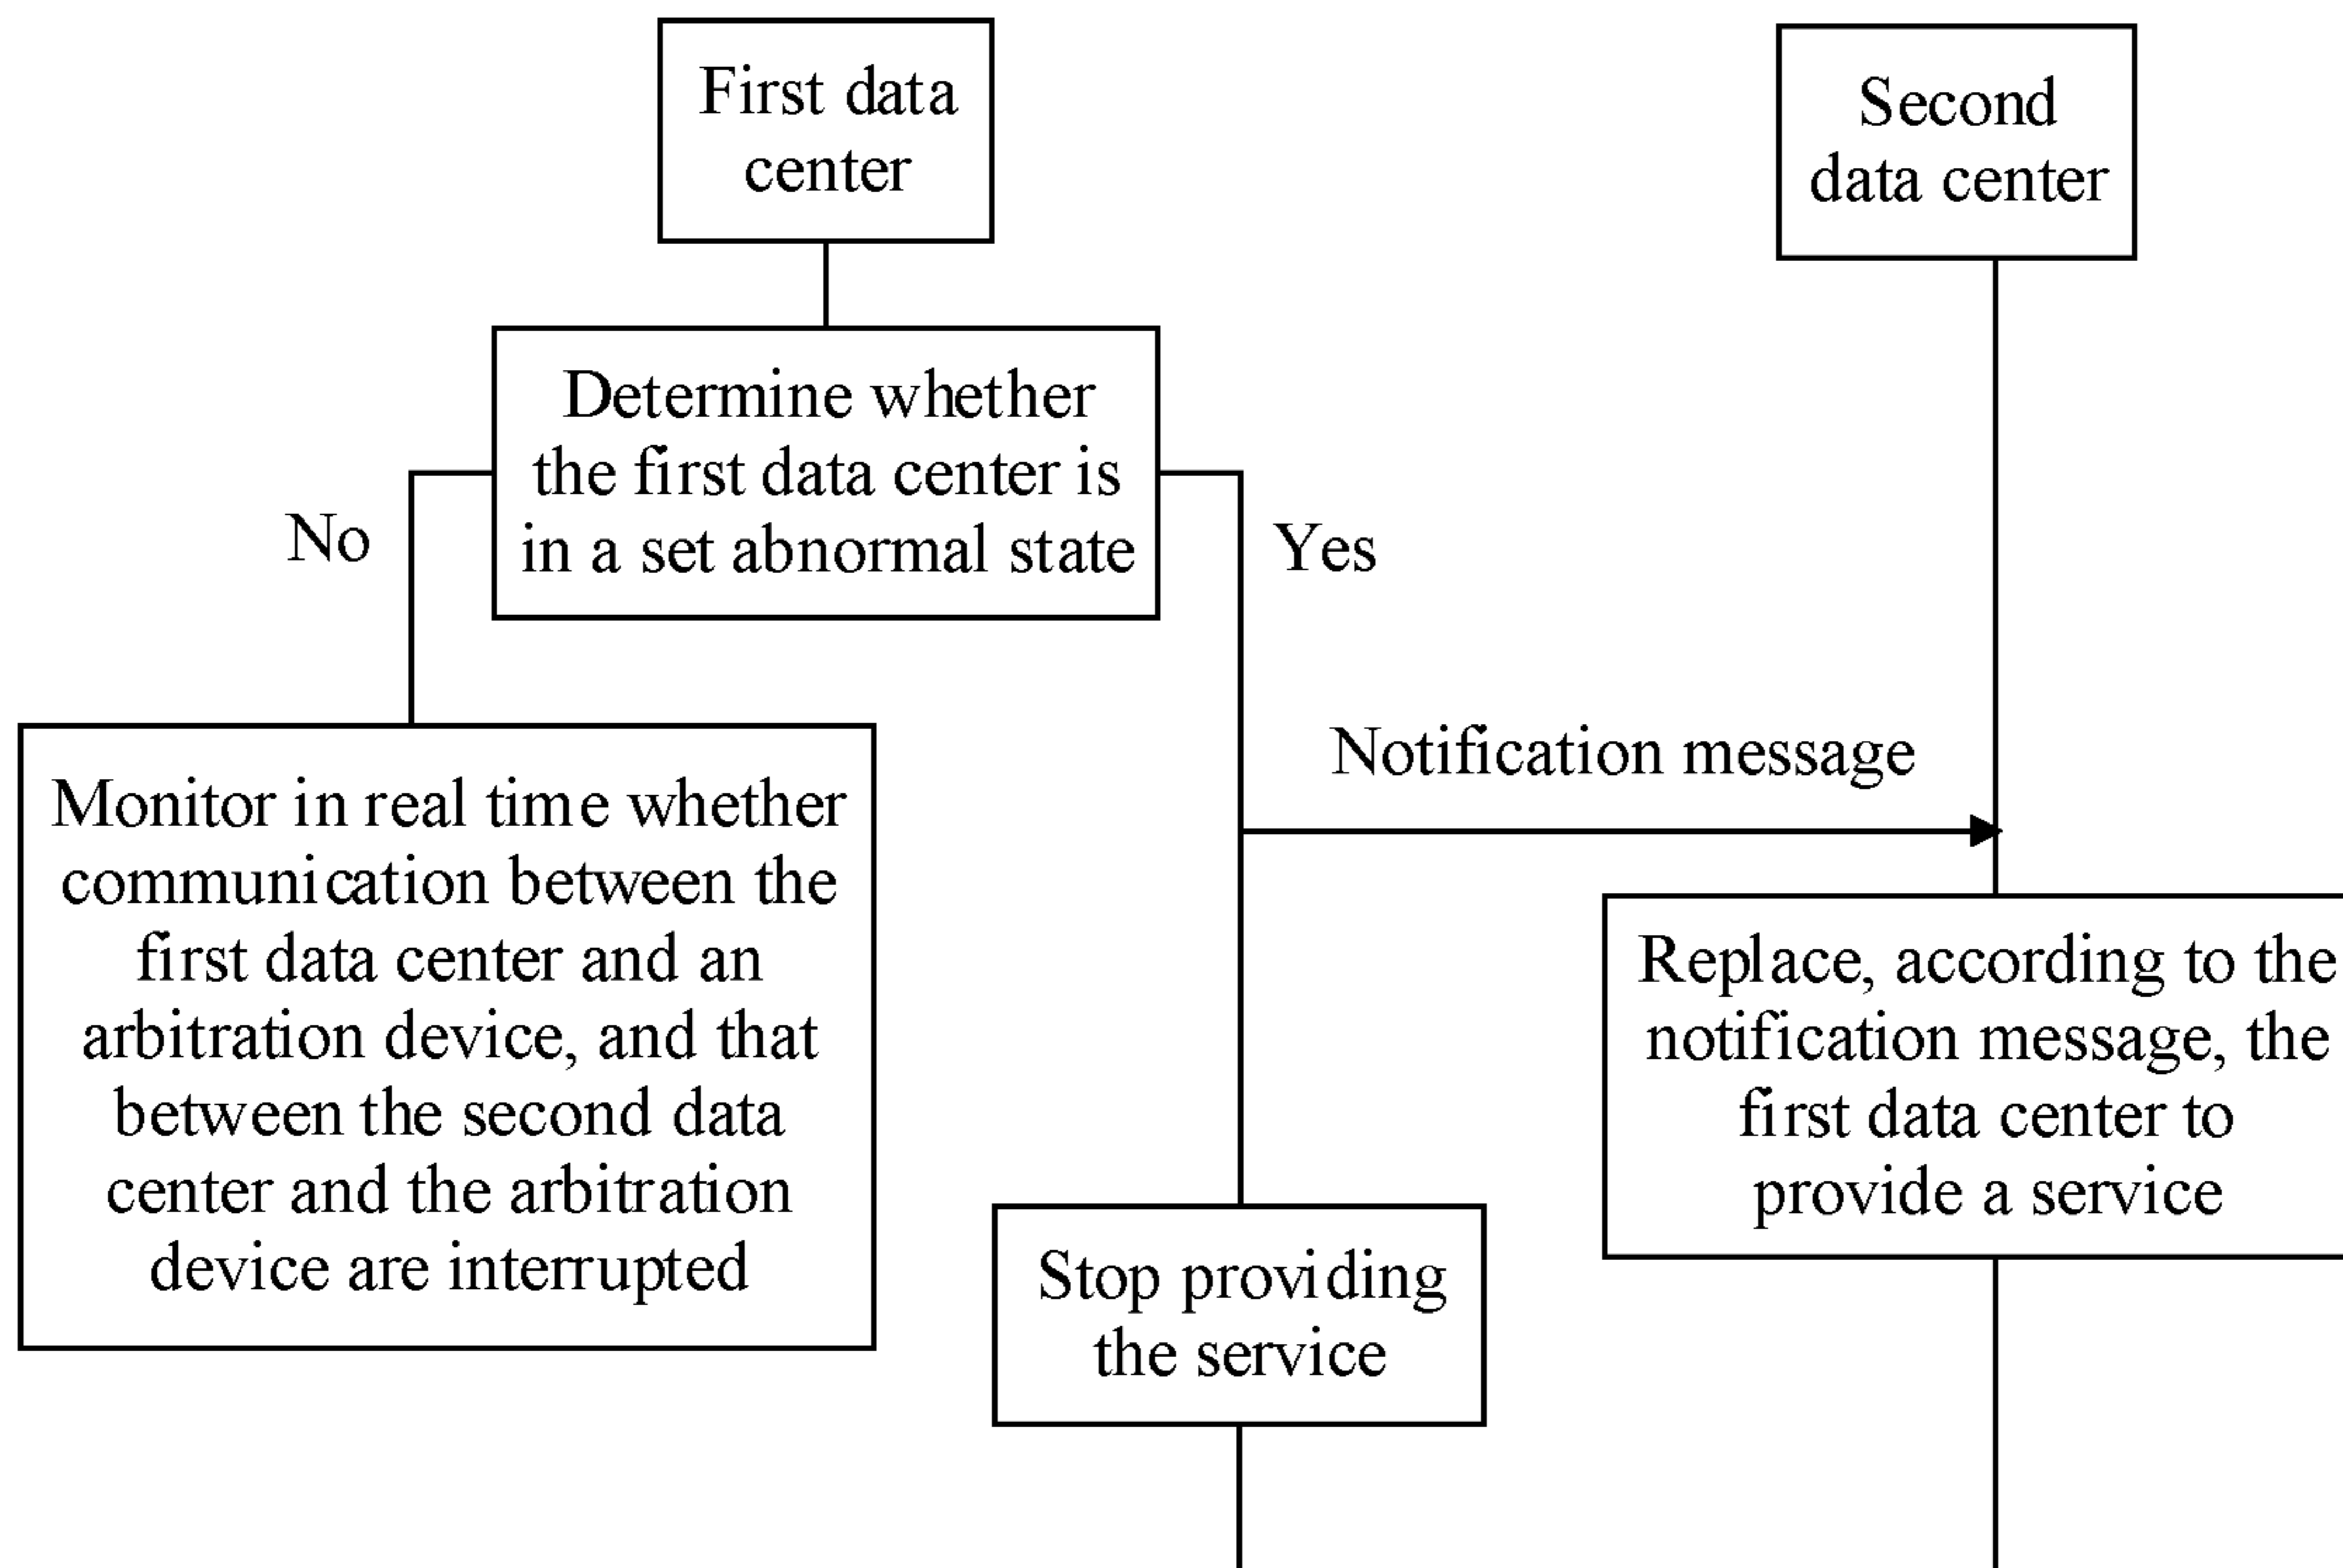 First data
center
Second
data center
Determine whether
the first data center is
in a set abnormal state
No
Yes
Notification message
Monitor in real time whether
communication between the
first data center and an
arbitration device, and that
between the second data
center and the arbitration
device are interrupted
Replace, according to the
notification message, the
first data center to
provide a service
Stop providing
the service